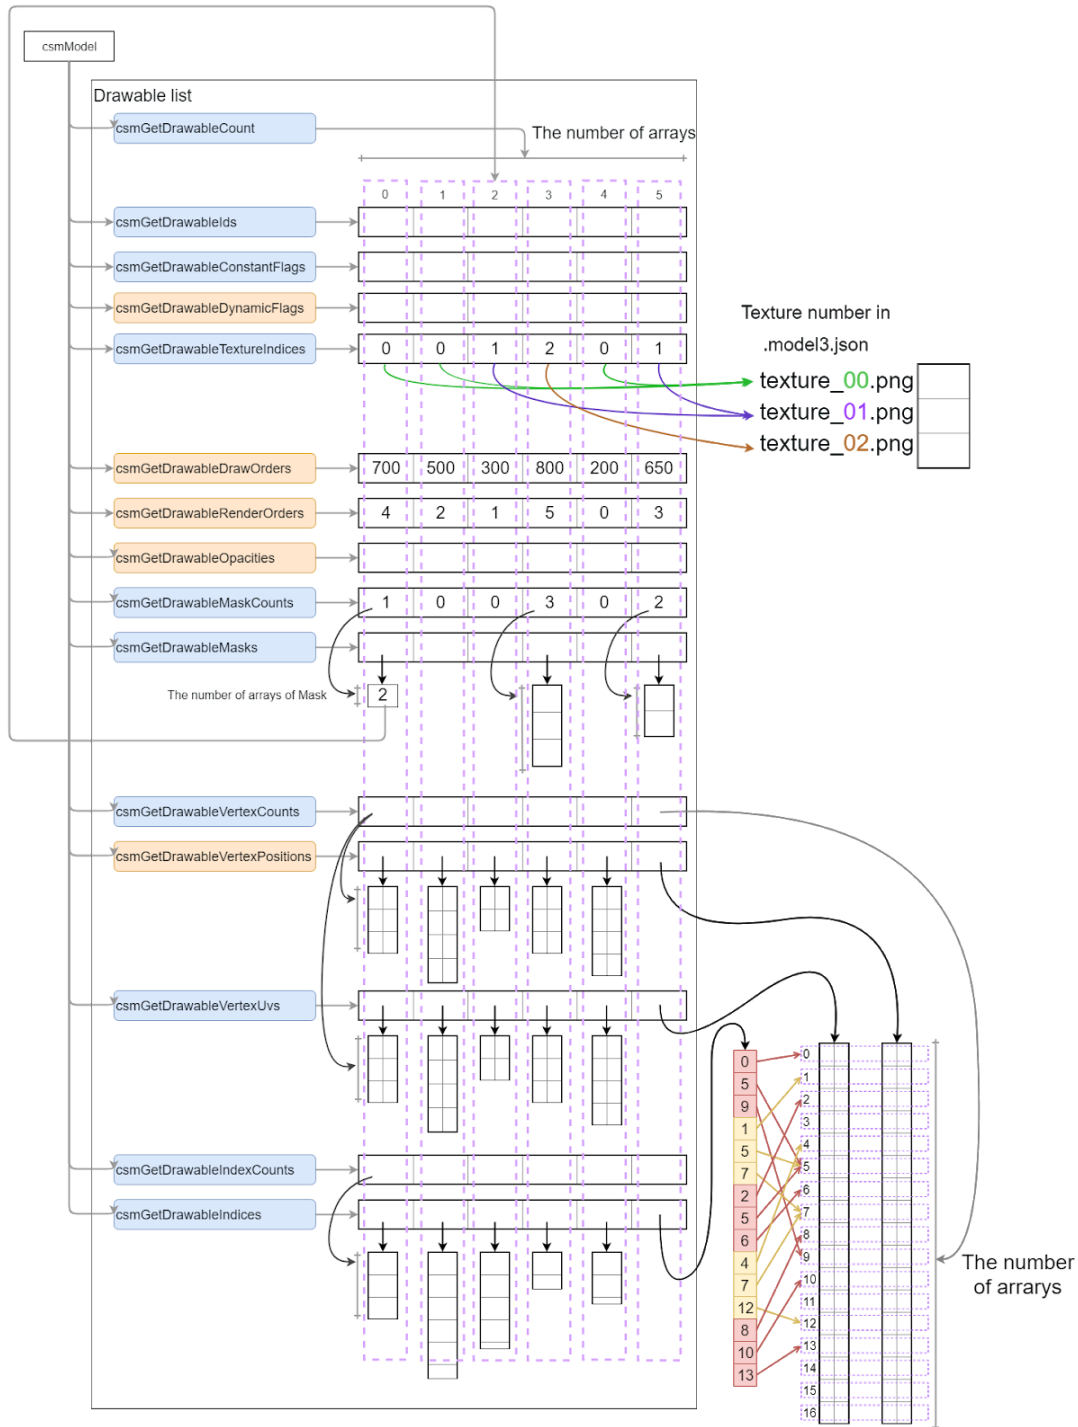 csmModel
Drawable list
csmGetDrawableCount
The number of arrays
0 1 2 3 4 5
csmGetDrawableIds
csmGetDrawableConstantFlags
csmGetDrawableDynamicFlags
csmGetDrawableTextureIndices
0 0 1 2 0 1
Texture number in
.model3.json
texture_00.png
texture_01.png
texture_02.png
csmGetDrawableDrawOrders
700 500 300 800 200 650
csmGetDrawableRenderOrders
4 2 1 5 0 3
csmGetDrawableOpacities
csmGetDrawableMaskCounts
1 0 0 3 0 2
csmGetDrawableMasks
The number of arrays of Mask
2
csmGetDrawableVertexCounts
csmGetDrawableVertexPositions
csmGetDrawableVertexUvs
csmGetDrawableIndexCounts
csmGetDrawableIndices
0
5
9
1
5
7
2
5
6
4
7
12
8
10
13
0
1
2
3
4
5
6
7
8
9
10
11
12
13
14
15
16
The number
of arrarys